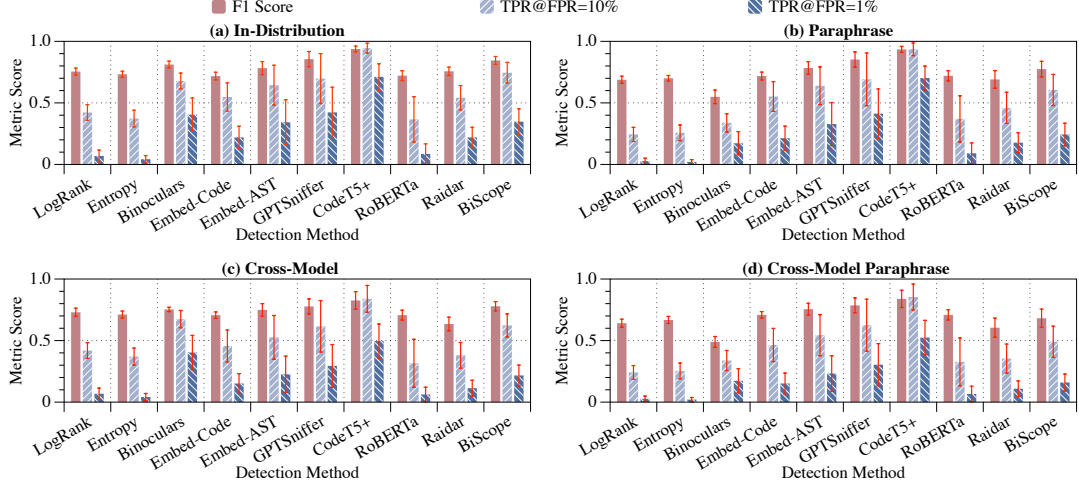 F1 Score TPR@FPR=10% TPR@FPR=1%
(a) In-Distribution
Metric Score
1.0
0.5
0
LogRank Entropy Binoculars Embed-Code Embed-AST GPTSniffer CodeT5+ RoBERTa Raidar BiScope
Detection Method
(b) Paraphrase
Metric Score
1.0
0.5
0
LogRank Entropy Binoculars Embed-Code Embed-AST GPTSniffer CodeT5+ RoBERTa Raidar BiScope
Detection Method
(c) Cross-Model
Metric Score
1.0
0.5
0
LogRank Entropy Binoculars Embed-Code Embed-AST GPTSniffer CodeT5+ RoBERTa Raidar BiScope
Detection Method
(d) Cross-Model Paraphrase
Metric Score
1.0
0.5
0
LogRank Entropy Binoculars Embed-Code Embed-AST GPTSniffer CodeT5+ RoBERTa Raidar BiScope
Detection Method